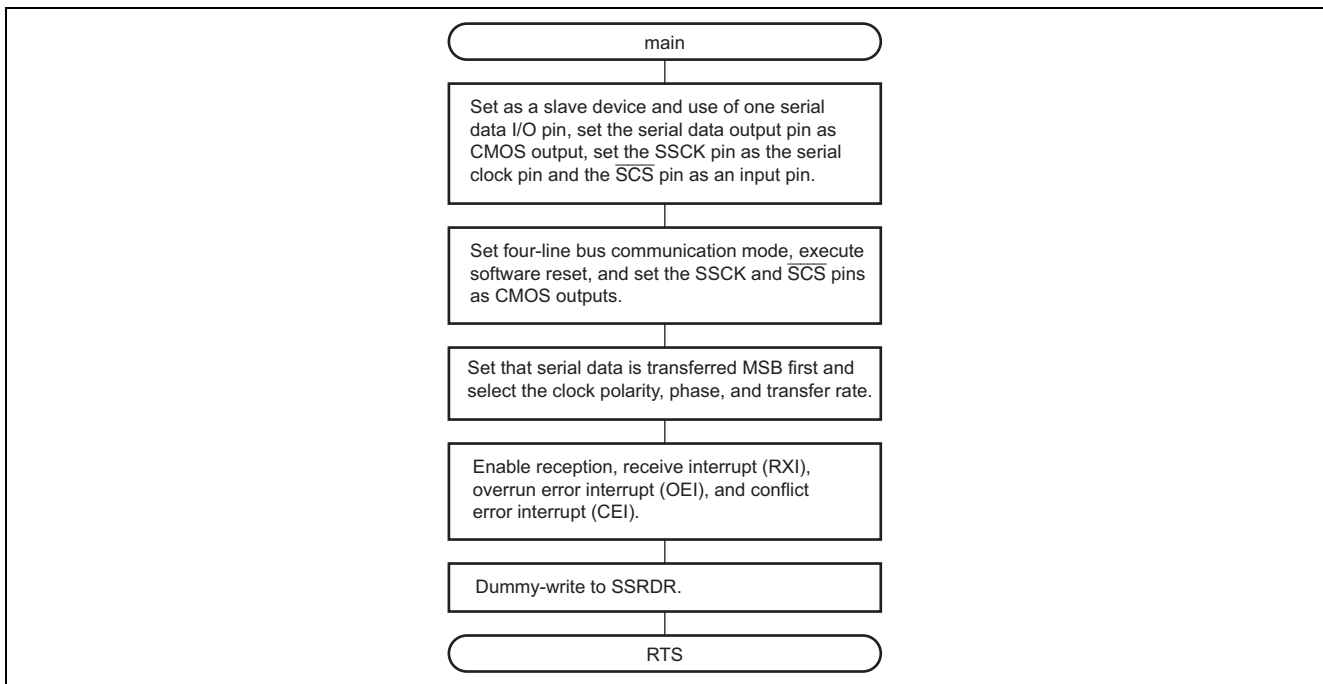 main
Set as a slave device and use of one serial
data I/O pin, set the serial data output pin as
CMOS output, set the SSCK pin as the serial
clock pin and the S̅C̅S̅ pin as an input pin.
Set four-line bus communication mode, execute
software reset, and set the SSCK and S̅C̅S̅ pins
as CMOS outputs.
Set that serial data is transferred MSB first and
select the clock polarity, phase, and transfer rate.
Enable reception, receive interrupt (RXI),
overrun error interrupt (OEI), and conflict
error interrupt (CEI).
Dummy-write to SSRDR.
RTS